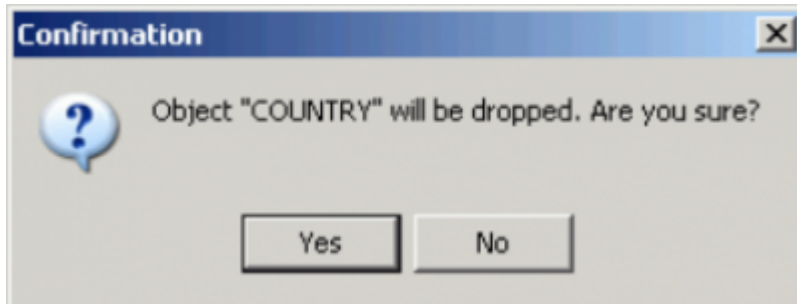 Confirmation
Object "COUNTRY" will be dropped. Are you sure?
Yes
No